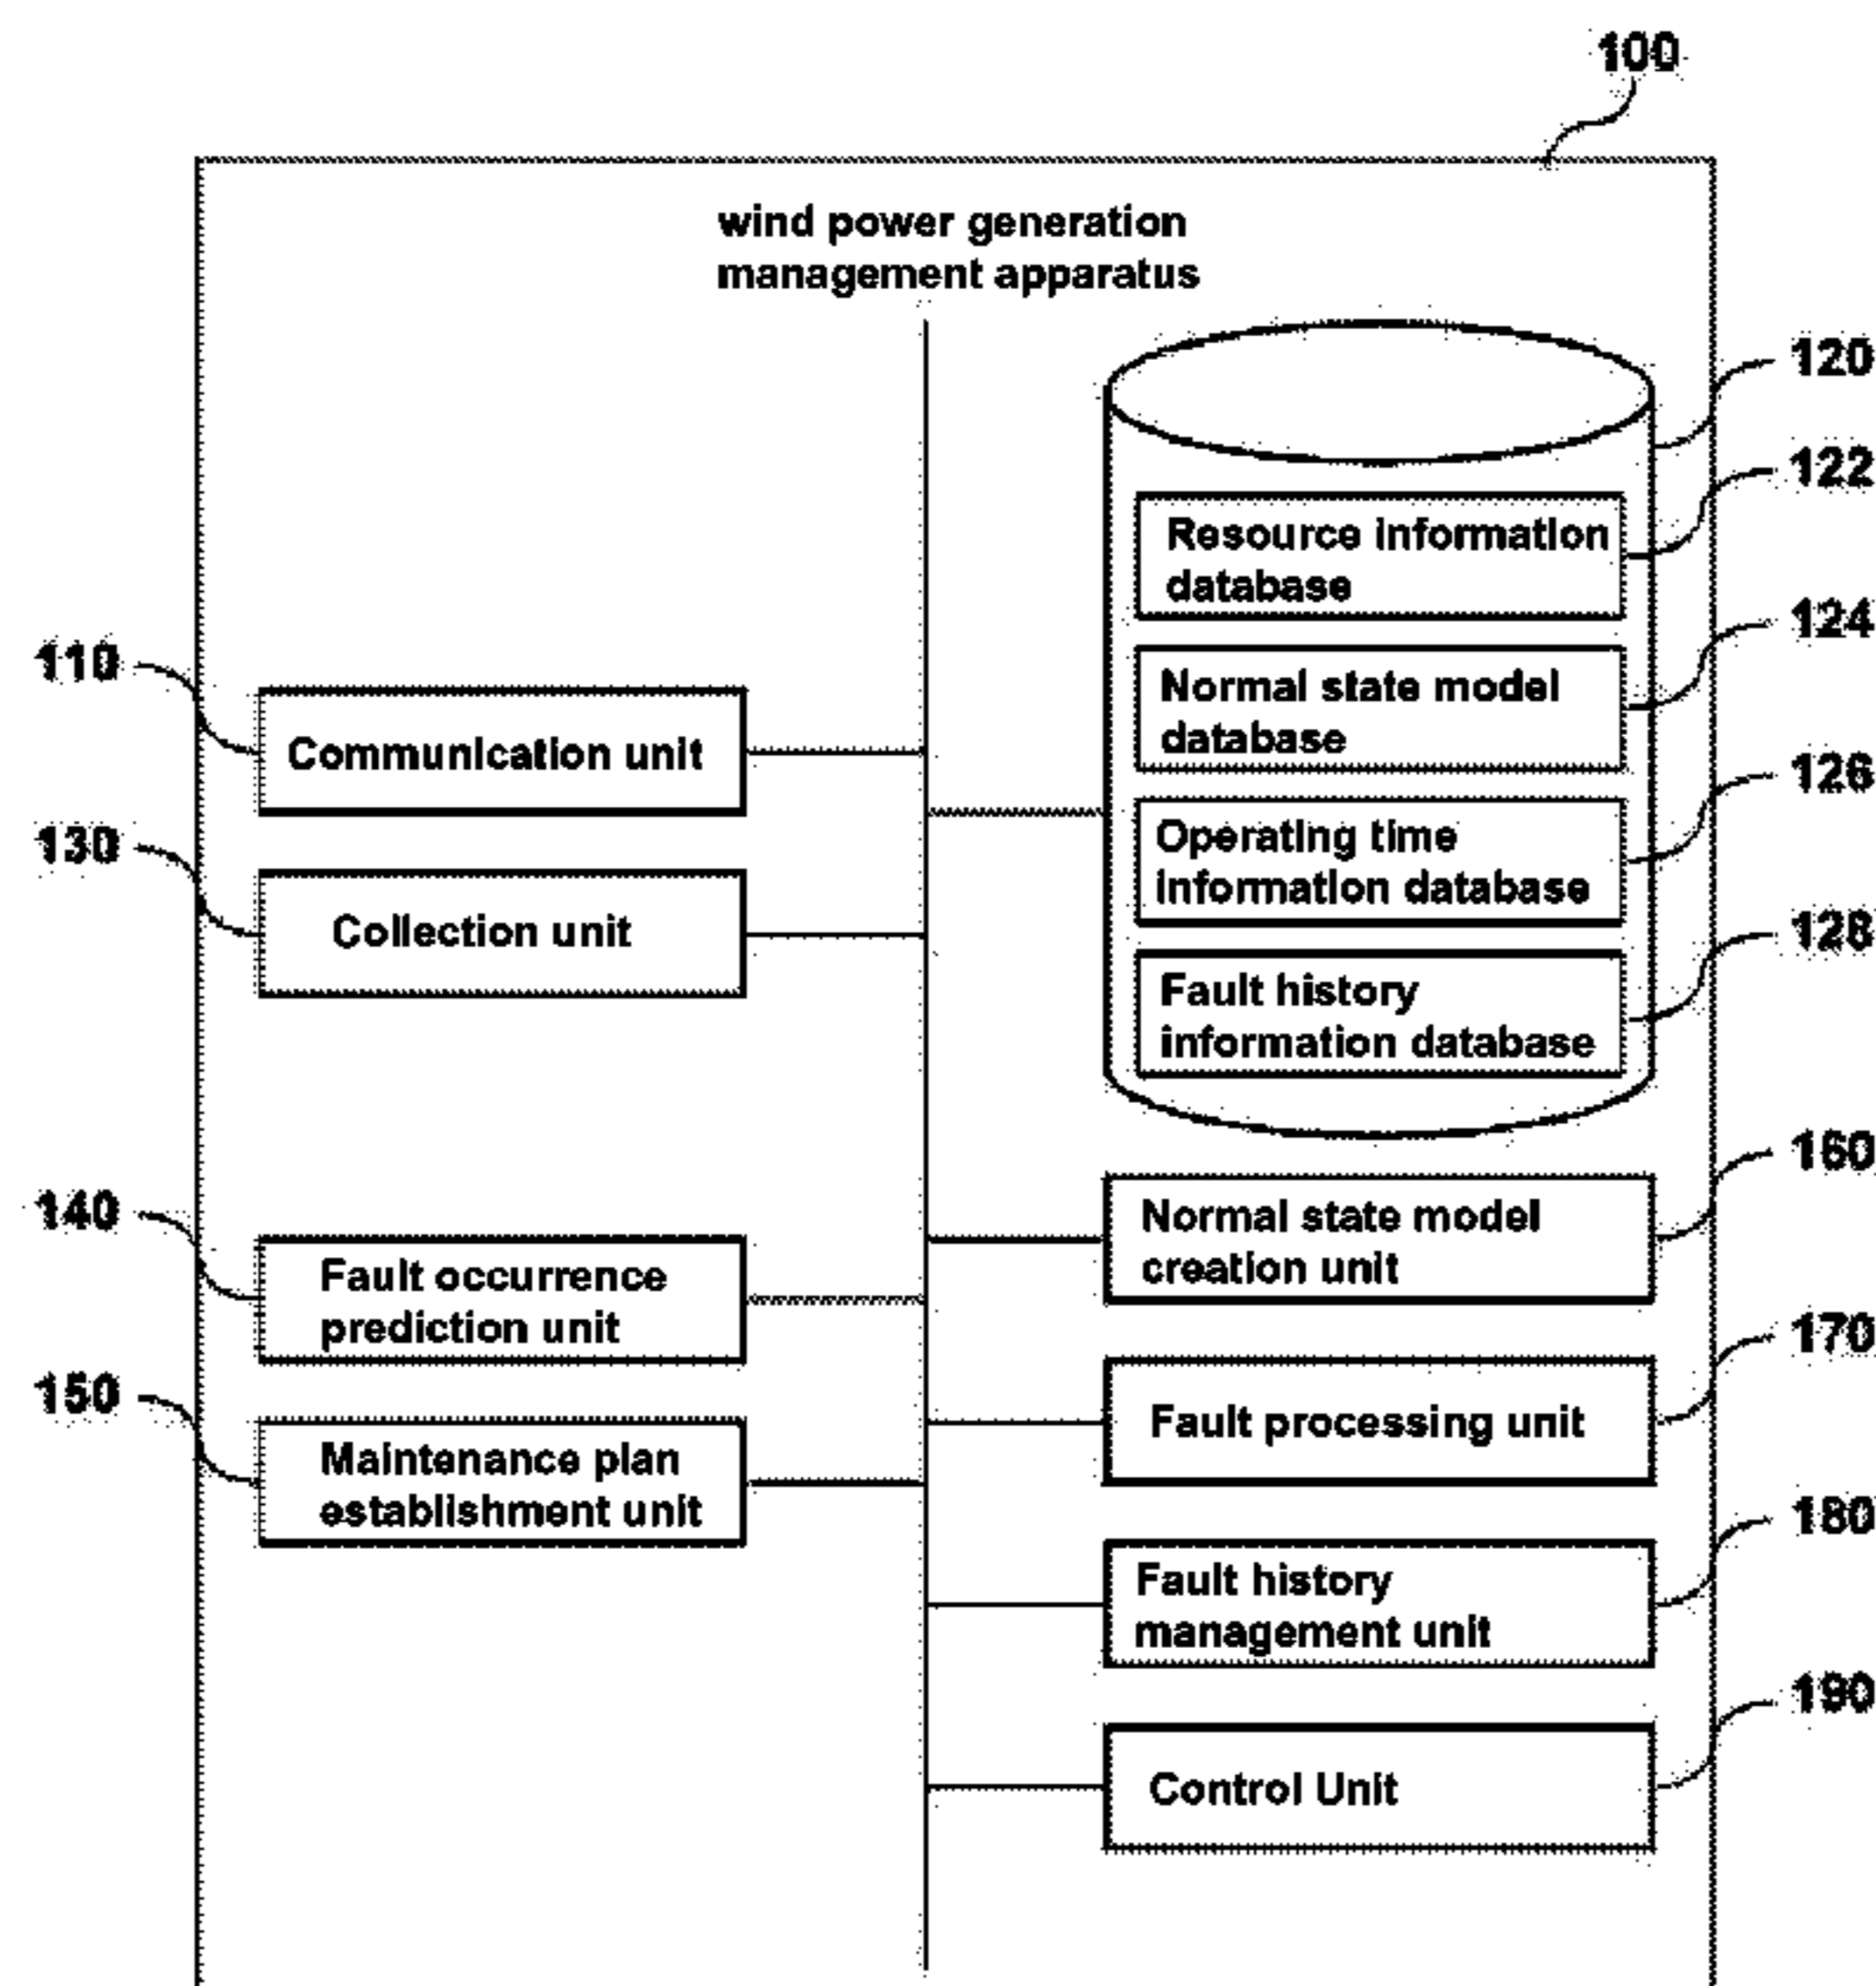 100
wind power generation
management apparatus
120
122
Resource information
database
124
Normal state model
database
110
Communication unit
126
Operating time
information database
130
Collection unit
128
Fault history
information database
160
Normal state model
creation unit
140
Fault occurrence
prediction unit
170
Fault processing unit
150
Maintenance plan
establishment unit
180
Fault history
management unit
190
Control Unit